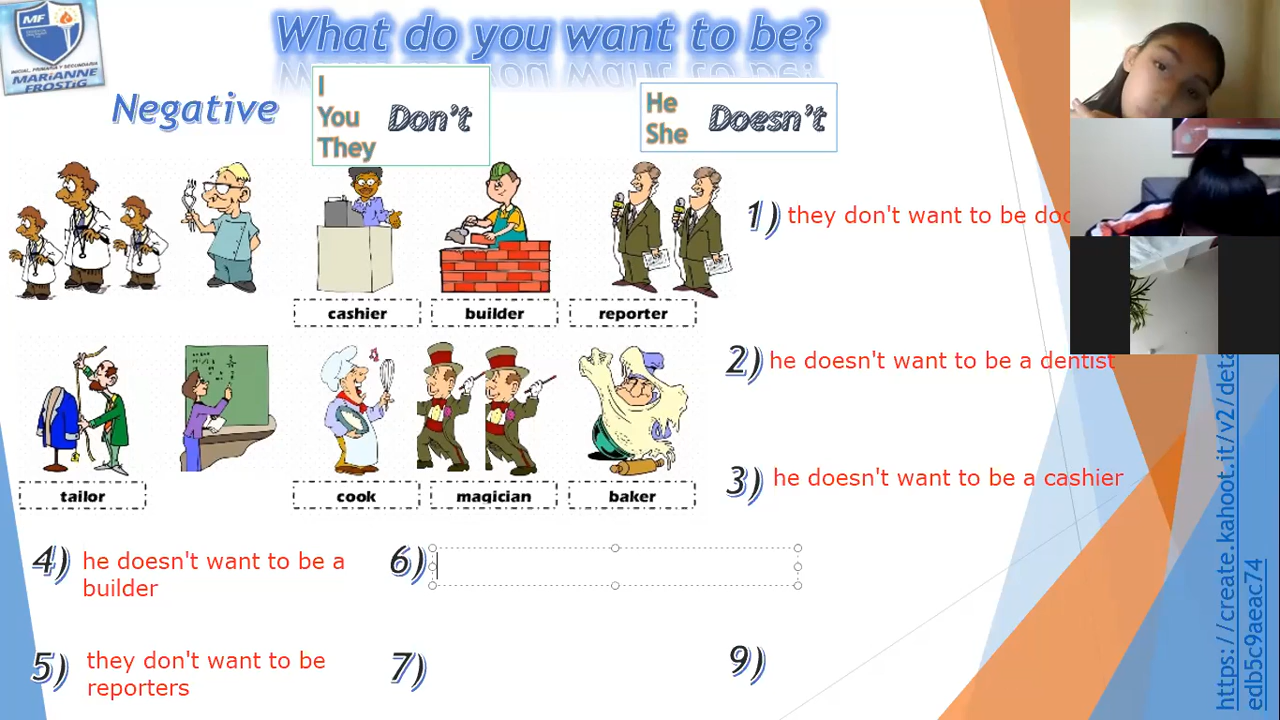 MF
INICIAL, PRIMARIA Y SECUNDARIA
MARIANNE
FROSTIG
What do you want to be?
Negative
I
You
They
Don't
He
She
Doesn't
1) they don't want to be
cashier
builder
reporter
2) he doesn't want to be a dentist
tailor
cook
magician
baker
3) he doesn't want to be a cashier
4) he doesn't want to be a
builder
5) they don't want to be
reporters
6)
7)
9)
https://create.kahoot.it/v2/deta
edb5c9aeac74